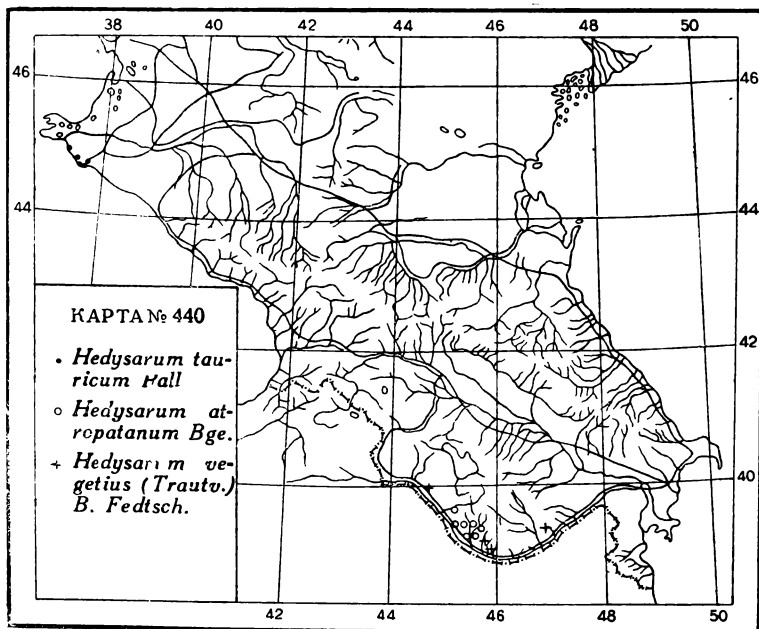 38 40 42 44 46 48 50
46 46
44 44
КАРТА № 440
• Hedysarum tau-
ricum Pall
42
○ Hedysarum at-
ropatanum Bge.
+ Hedysarum ve-
getius (Trautv.)
B. Fedtsch.
40
42 44 46 48 50